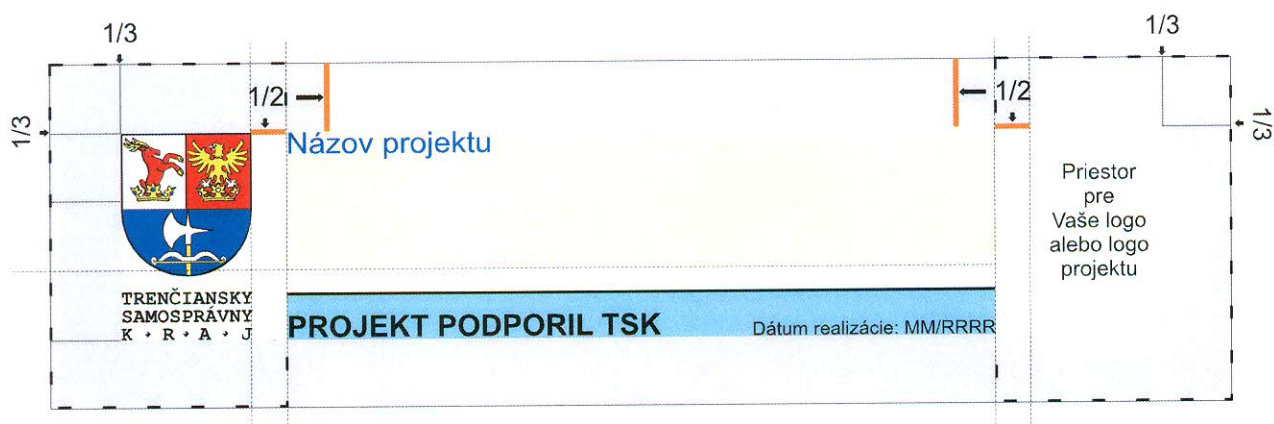 1/3
1/3
1/2
1/2
1/3
1/3
Názov projektu
Priestor
pre
Vaše logo
alebo logo
projektu
TRENČIANSKY
SAMOSPRÁVNY
K • R • A • J
PROJEKT PODPORIL TSK
Dátum realizácie: MM/RRRR